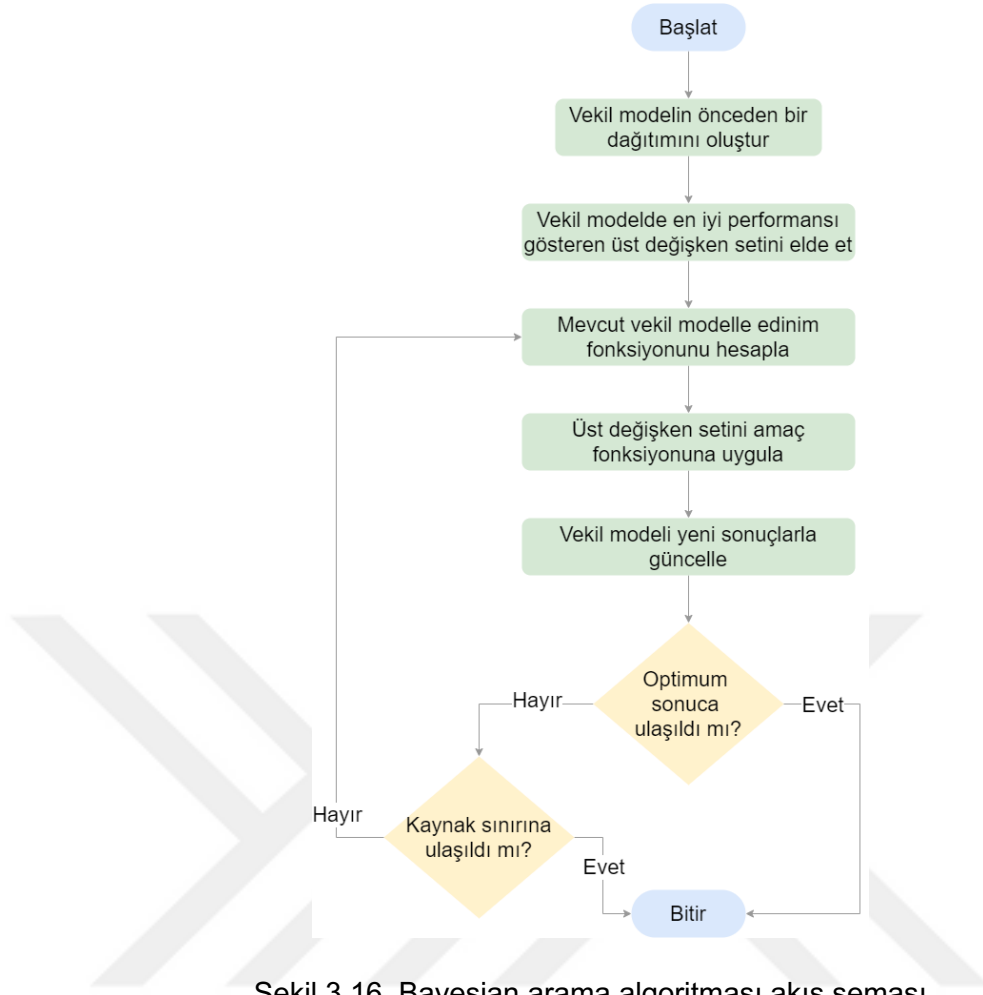 Başlat
Vekil modelin önceden bir
dağıtımını oluştur
Vekil modelde en iyi performansı
gösteren üst değişken setini elde et
Mevcut vekil modelle edinim
fonksiyonunu hesapla
Üst değişken setini amaç
fonksiyonuna uygula
Vekil modeli yeni sonuçlarla
güncelle
Optimum
sonuca
ulaşıldı mı?
Hayır
Evet
Kaynak sınırına
ulaşıldı mı?
Hayır
Evet
Bitir
Şekil 3.16. Bayesian arama algoritması akış şeması